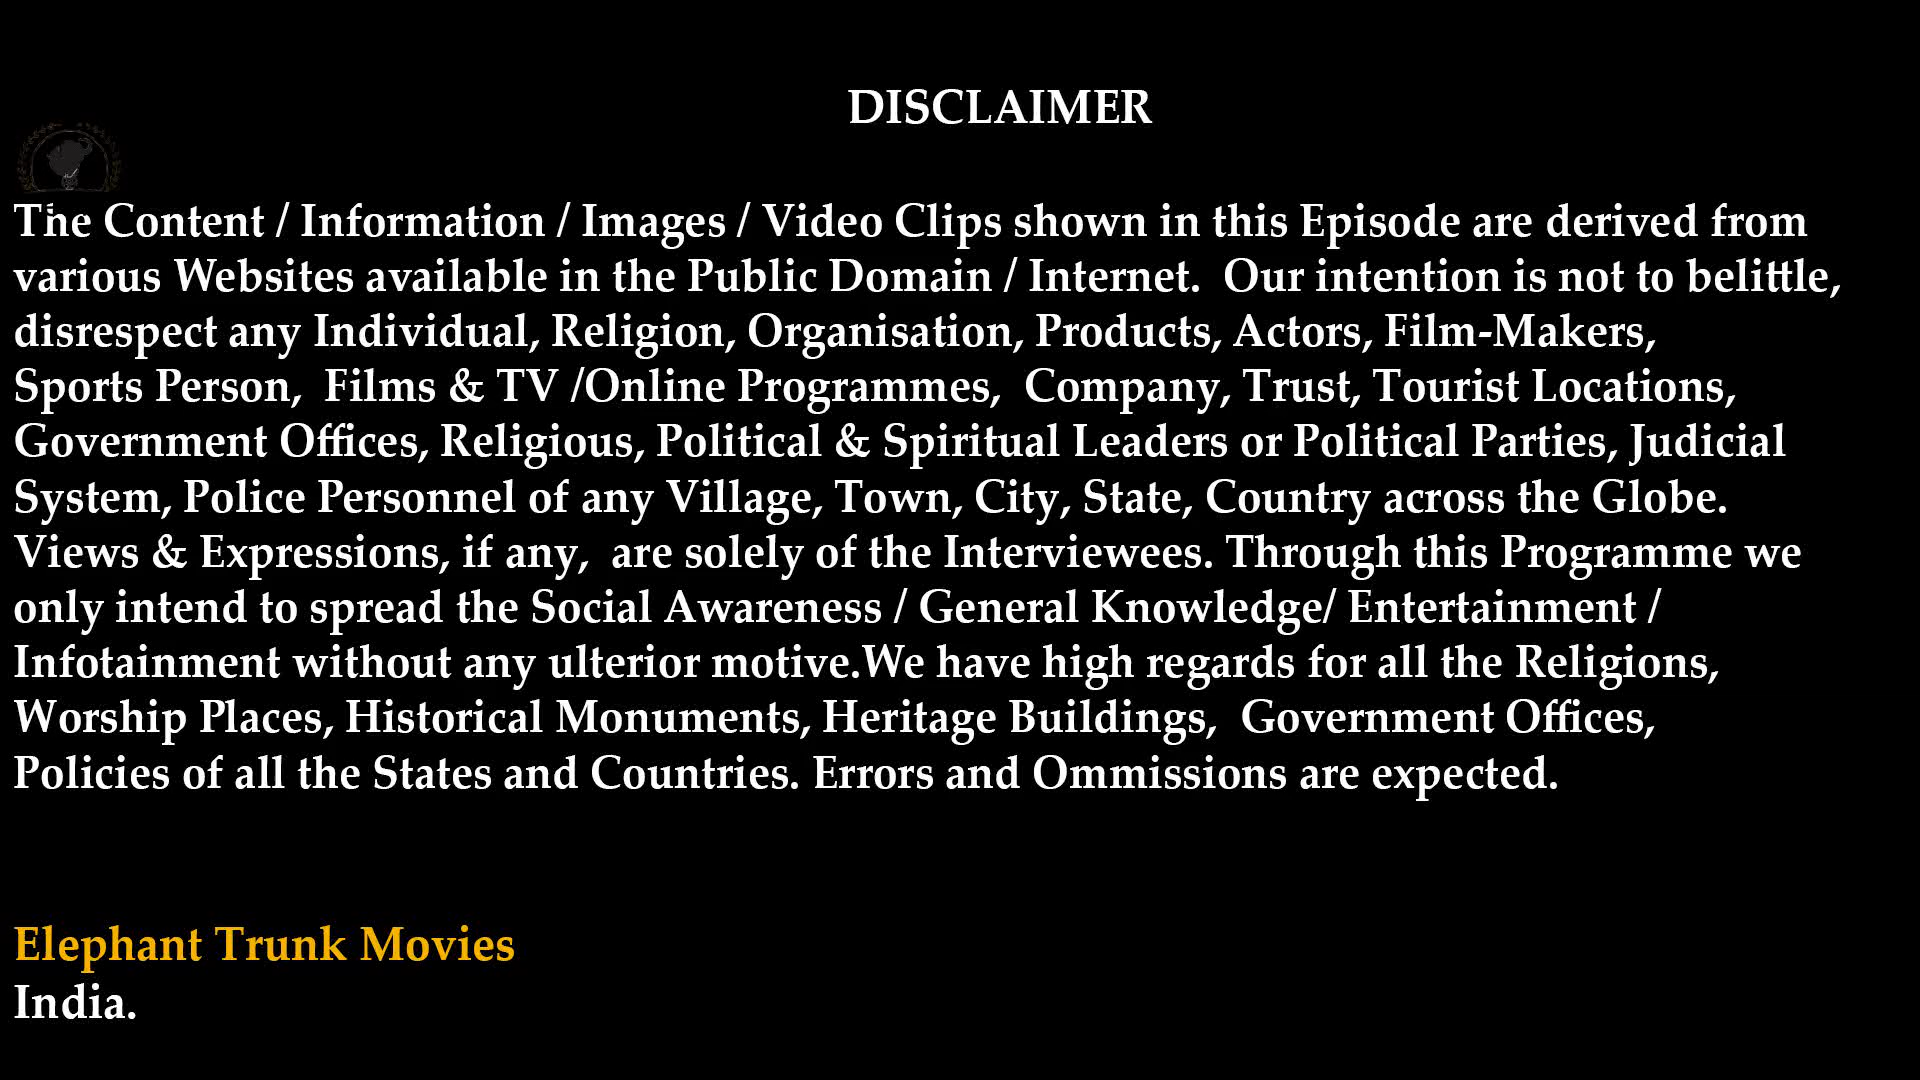 DISCLAIMER
The Content / Information / Images / Video Clips shown in this Episode are derived from
various Websites available in the Public Domain / Internet.  Our intention is not to belittle,
disrespect any Individual, Religion, Organisation, Products, Actors, Film-Makers,
Sports Person,  Films & TV /Online Programmes,  Company, Trust, Tourist Locations,
Government Offices, Religious, Political & Spiritual Leaders or Political Parties, Judicial
System, Police Personnel of any Village, Town, City, State, Country across the Globe.
Views & Expressions, if any,  are solely of the Interviewees. Through this Programme we
only intend to spread the Social Awareness / General Knowledge/ Entertainment /
Infotainment without any ulterior motive.We have high regards for all the Religions,
Worship Places, Historical Monuments, Heritage Buildings,  Government Offices,
Policies of all the States and Countries. Errors and Ommissions are expected.
Elephant Trunk Movies
India.